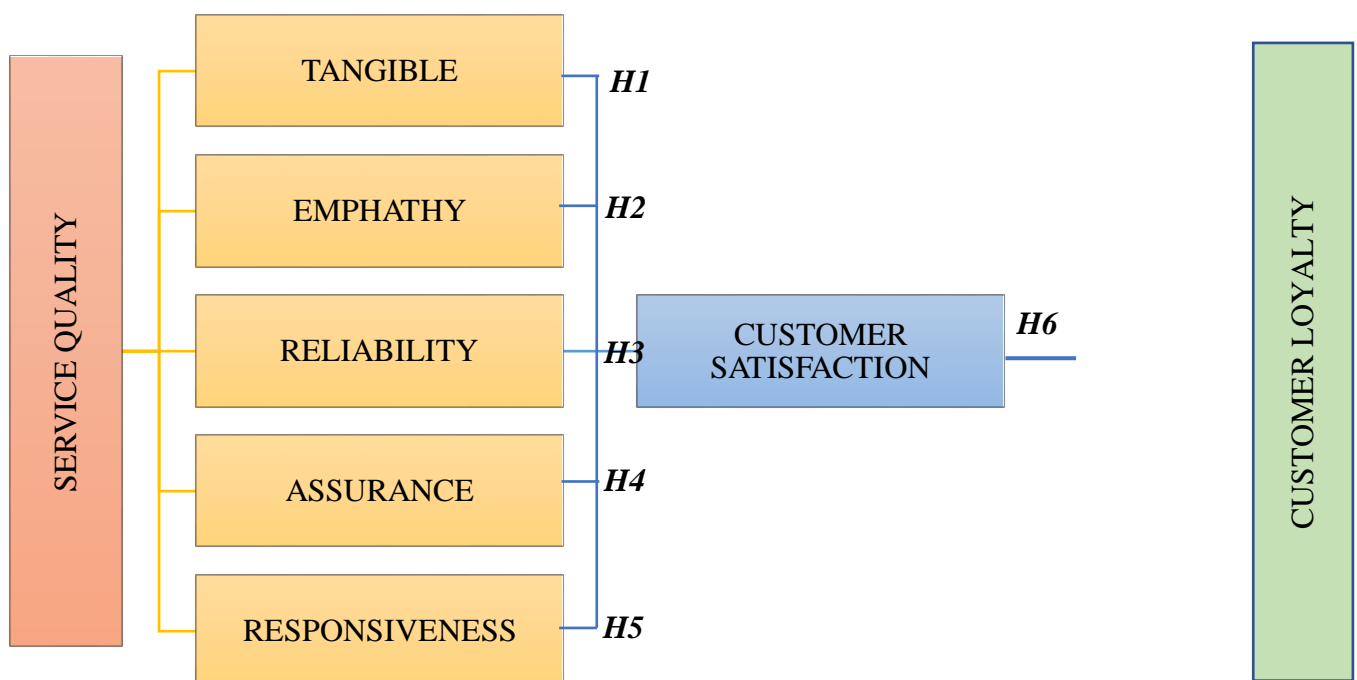 SERVICE QUALITY
TANGIBLE
H1
EMPHATHY
H2
RELIABILITY
H3
ASSURANCE
H4
RESPONSIVENESS
H5
CUSTOMER
SATISFACTION
H6
CUSTOMER LOYALTY